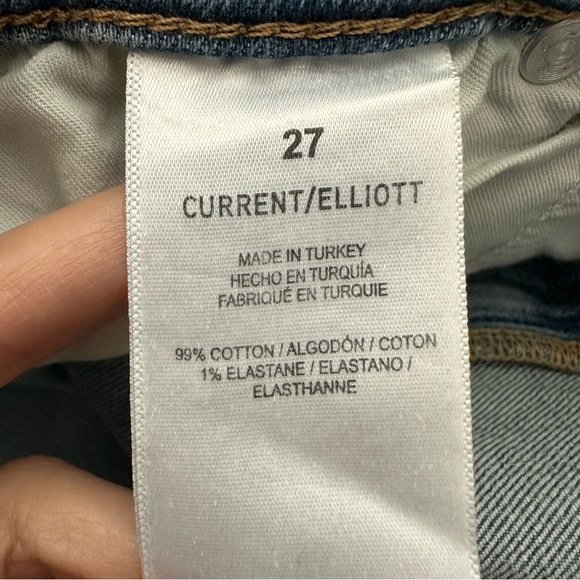 27
CURRENT/ELLIOTT
MADE IN TURKEY
HECHO EN TURQUÍA
FABRIQUÉ EN TURQUIE
99% COTTON / ALGODÓN / COTON
1% ELASTANE / ELASTANO /
ELASTHANNE